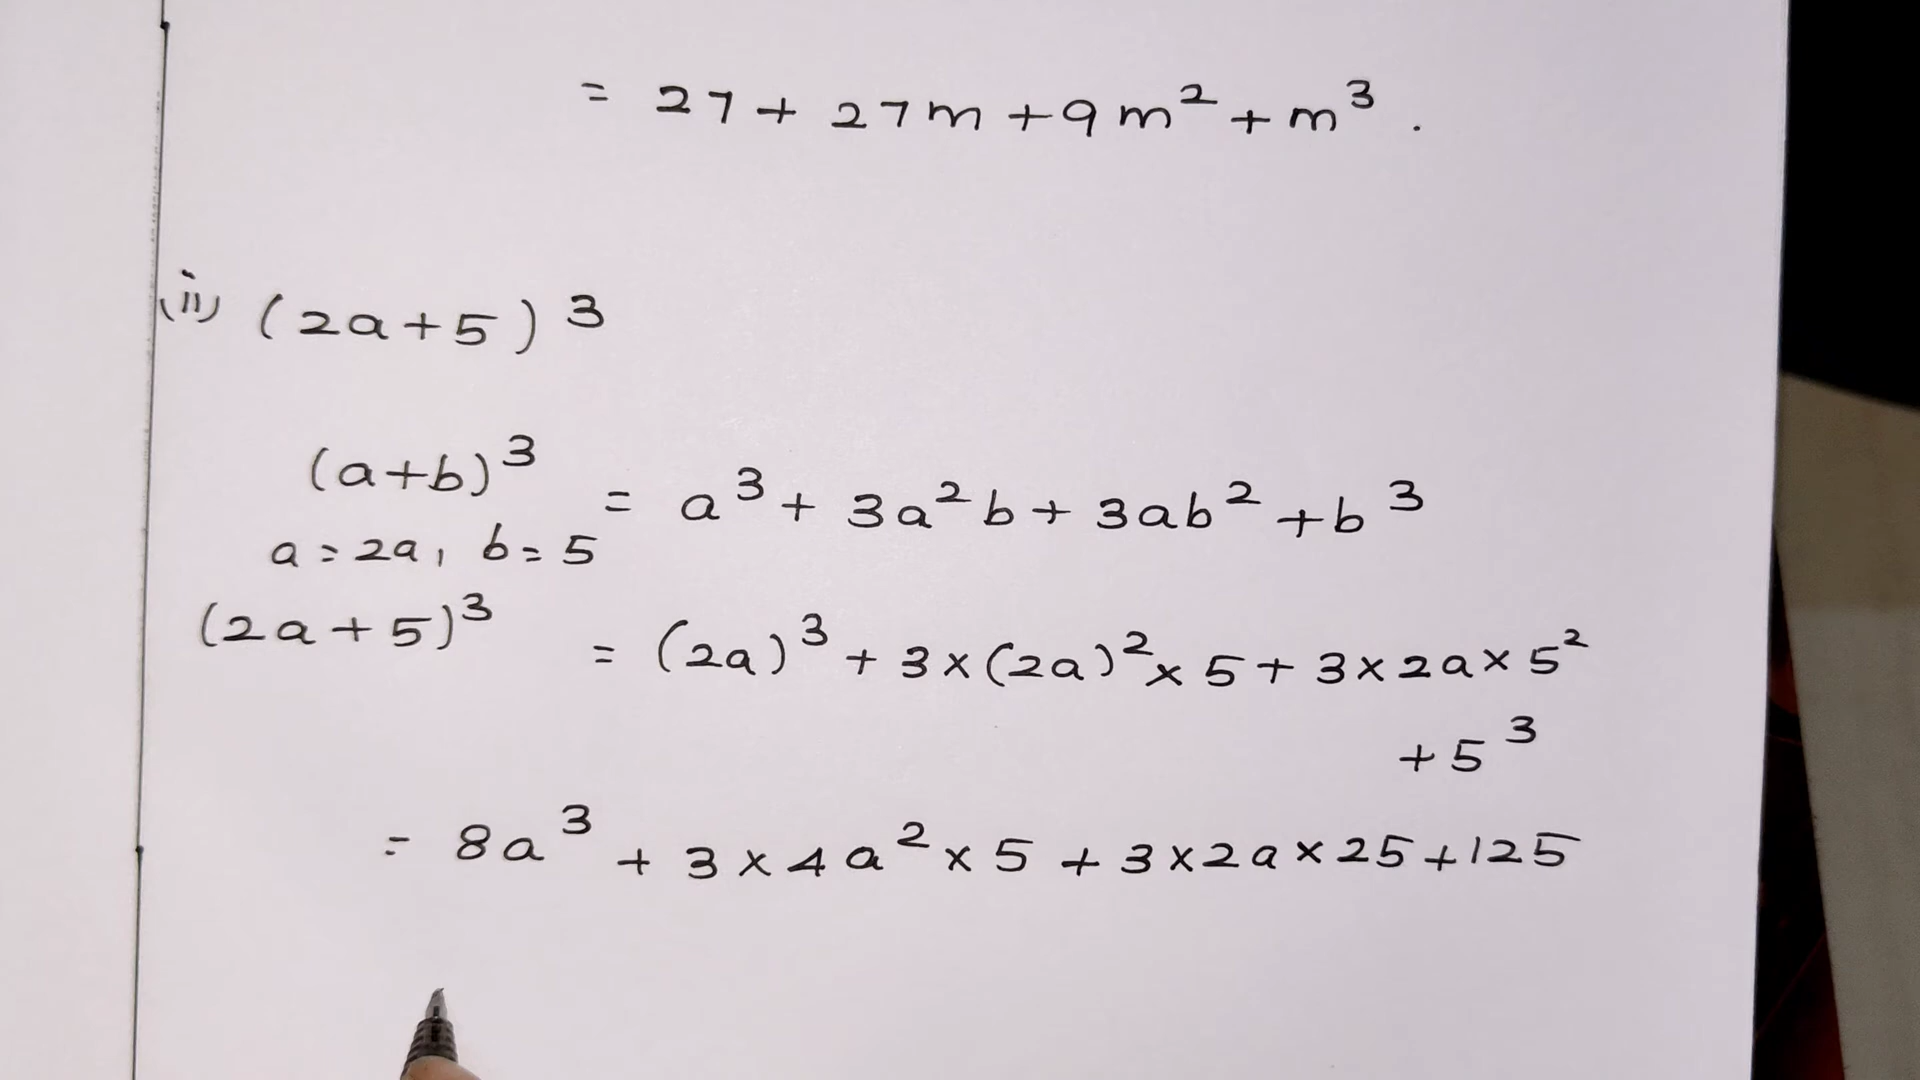 = 27 + 27m + 9m² + m³ .
(ii) (2a+5)³
(a+b)³ = a³ + 3a²b + 3ab² + b³
a = 2a, b = 5
(2a+5)³ = (2a)³ + 3×(2a)²×5 + 3×2a×5²
+5³
= 8a³ + 3×4a²×5 + 3×2a×25+125